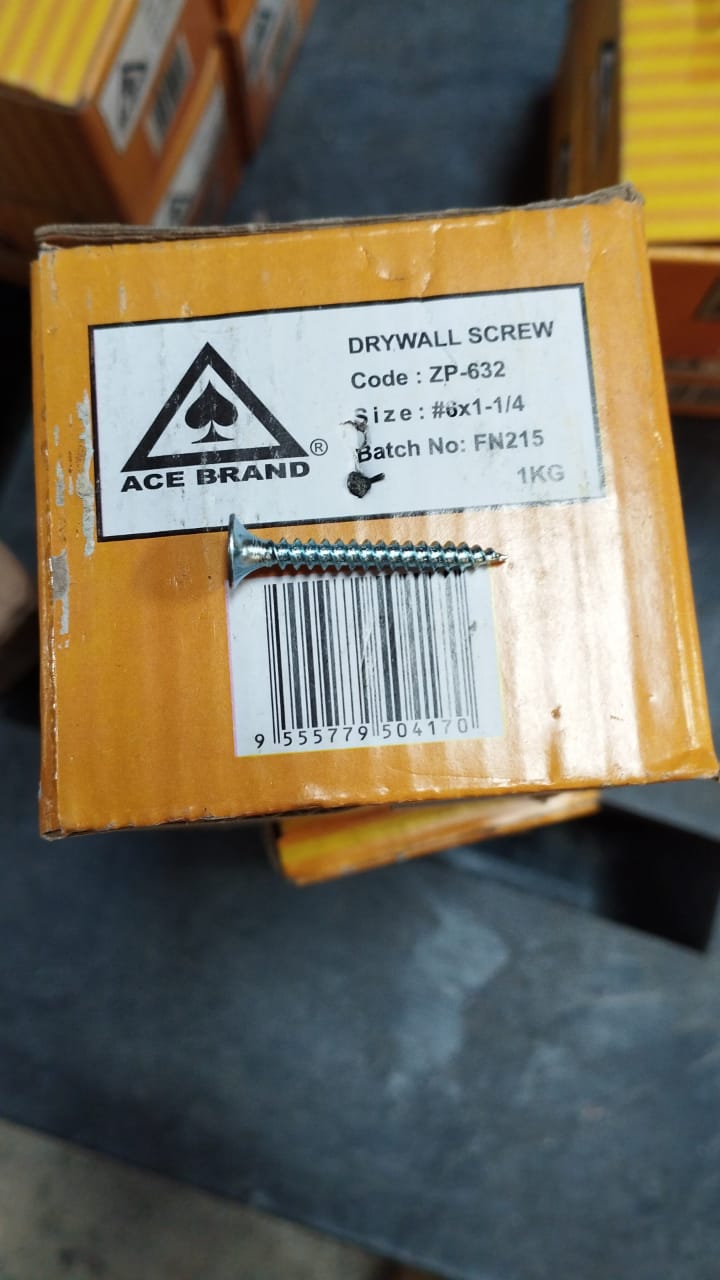 DRYWALL SCREW
Code : ZP-632
Size : #6x1-1/4
Batch No: FN215
1KG
ACE BRAND ®
9 555779 504170